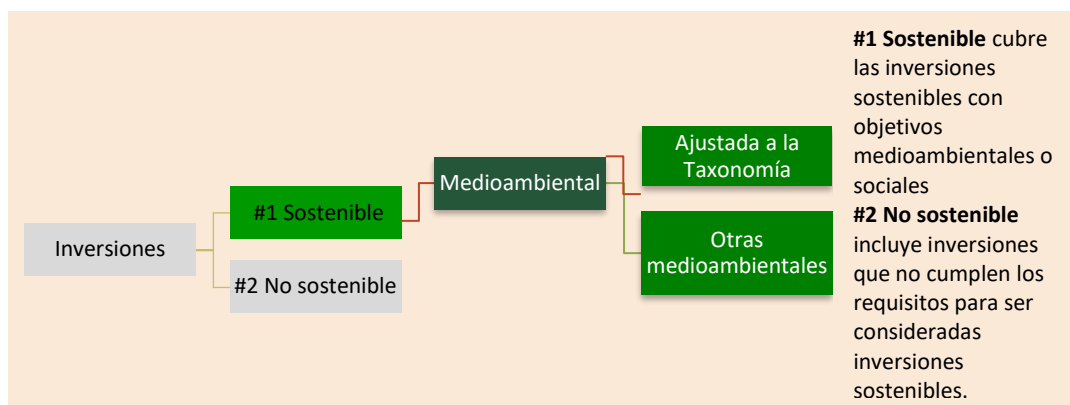 Inversiones
#1 Sostenible
#2 No sostenible
Medioambiental
Ajustada a la
Taxonomía
Otras
medioambientales
#1 Sostenible cubre
las inversiones
sostenibles con
objetivos
medioambientales o
sociales
#2 No sostenible
incluye inversiones
que no cumplen los
requisitos para ser
consideradas
inversiones
sostenibles.